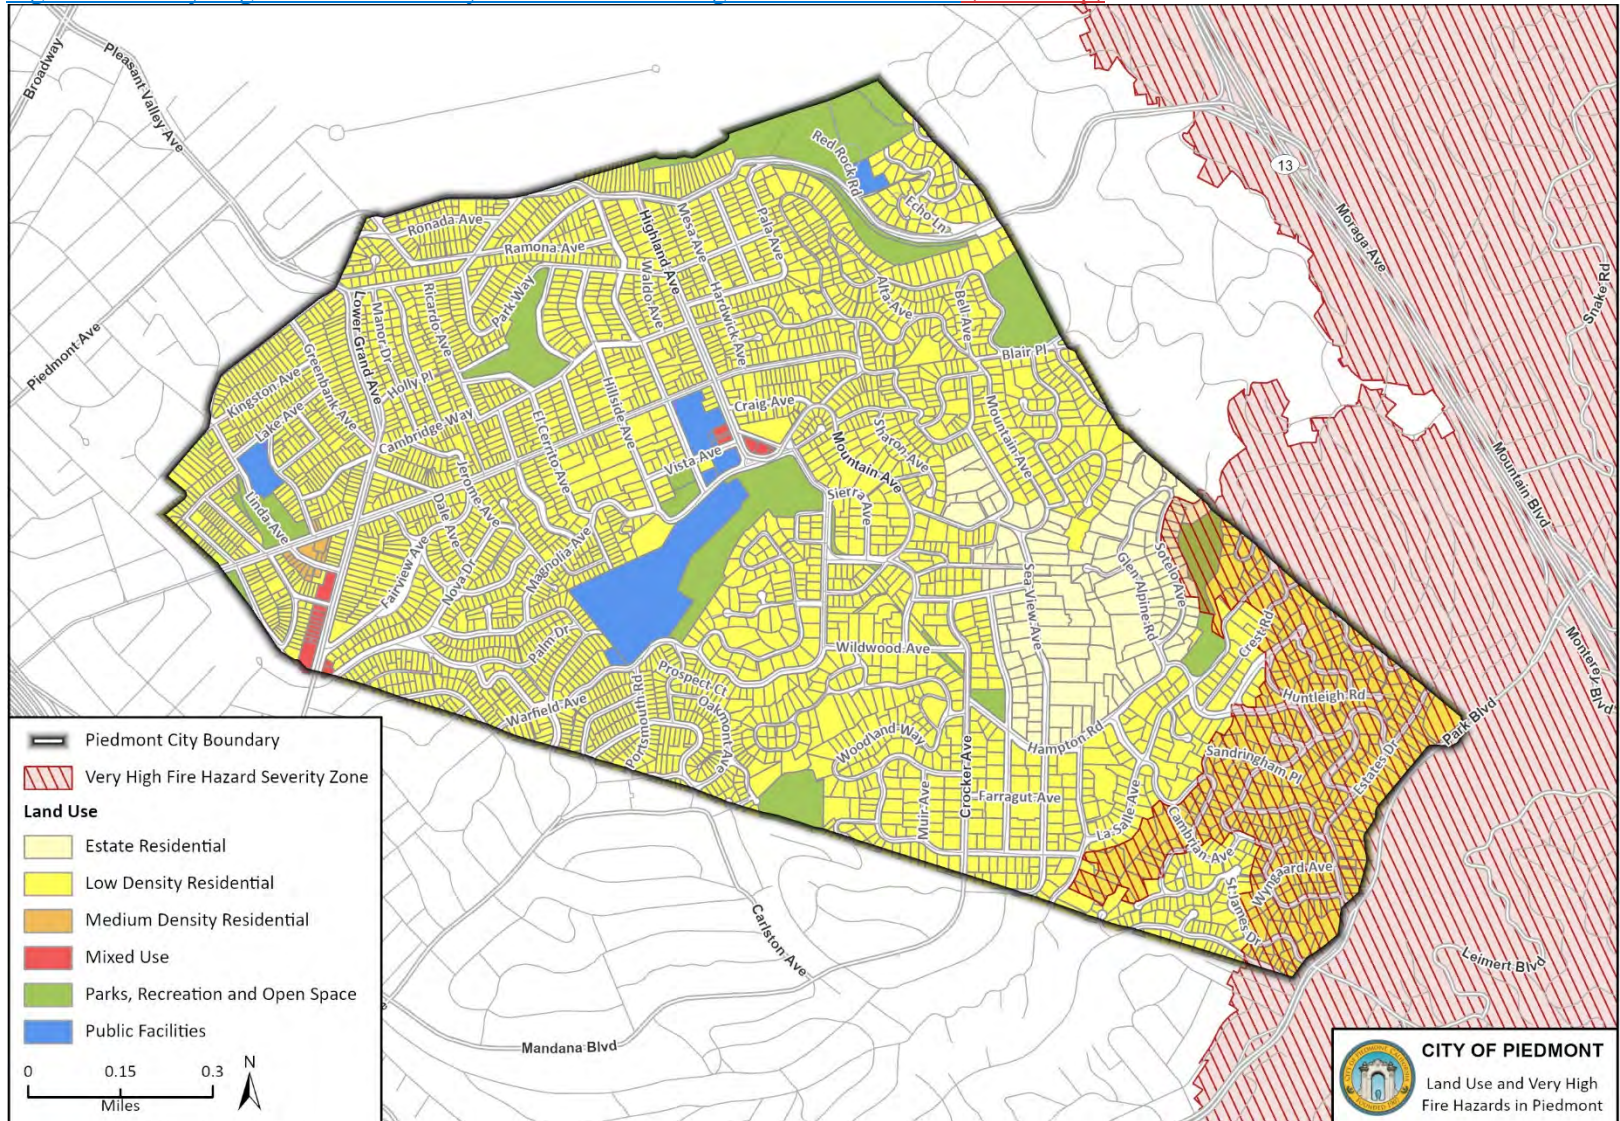 Broadway
Pleasant Valley Ave
13
Moraga Ave
Snake Rd
Red Rock Rd
Echo Ln
Ronada Ave
Ramona Ave
Highland Ave
Mesa Ave
Pala Ave
Park Way
Waldo Ave
Hardwick Ave
Alta Ave
Bell Ave
Blair Pl
Piedmont Ave
Lower Grand Ave
Manor Dr
Ricardo Ave
Kingston Ave
Greenbank Ave
Holly Pl
Lake Ave
Cambridge Way
El Cerrito Ave
Hillside Ave
Craig Ave
Vista Ave
Mountain Ave
Sharon Ave
Mountain Ave
Mountain Blvd
Linda Ave
Jerome Ave
Dale Ave
Sierra Ave
Fairview Ave
Nova Dr
Magnolia Ave
Sea View Ave
Glen Alpine Rd
Sotelo Ave
Crest Rd
Palm Dr
Wildwood Ave
Monterey Blvd
Prospect Ct
Oakmont Ave
Portsmouth Rd
Warfield Ave
Huntleigh Rd
Park Blvd
Woodland Way
Hampton Rd
Sandringham Pl
Estates Dr
Crocker Ave
Muir Ave
Farragut Ave
La Salle Ave
Cambrian Ave
Wyngaard Ave
St James Dr
Carlston Ave
Leimert Blvd
Mandana Blvd
Piedmont City Boundary
Very High Fire Hazard Severity Zone
Land Use
Estate Residential
Low Density Residential
Medium Density Residential
Mixed Use
Parks, Recreation and Open Space
Public Facilities
0 0.15 0.3
Miles
N
CITY OF PIEDMONT
Land Use and Very High
Fire Hazards in Piedmont